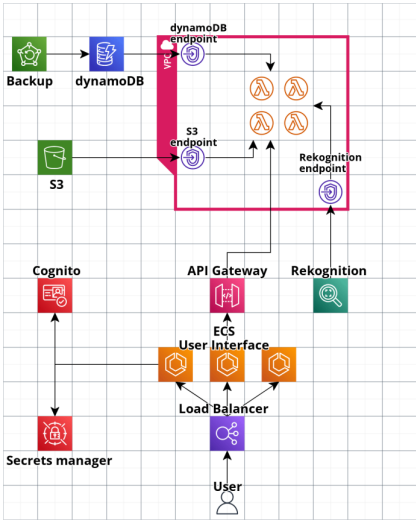 dynamoDB
endpoint
VPC
Backup
dynamoDB
S3
endpoint
Rekognition
endpoint
S3
Cognito
API Gateway
Rekognition
ECS
User Interface
Load Balancer
Secrets manager
User